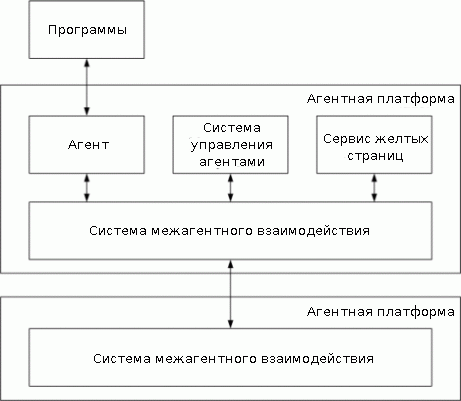 Программы
Агентная платформа
Агент
Система
управления
агентами
Сервис желтых
страниц
Система межагентного взаимодействия
Агентная платформа
Система межагентного взаимодействия